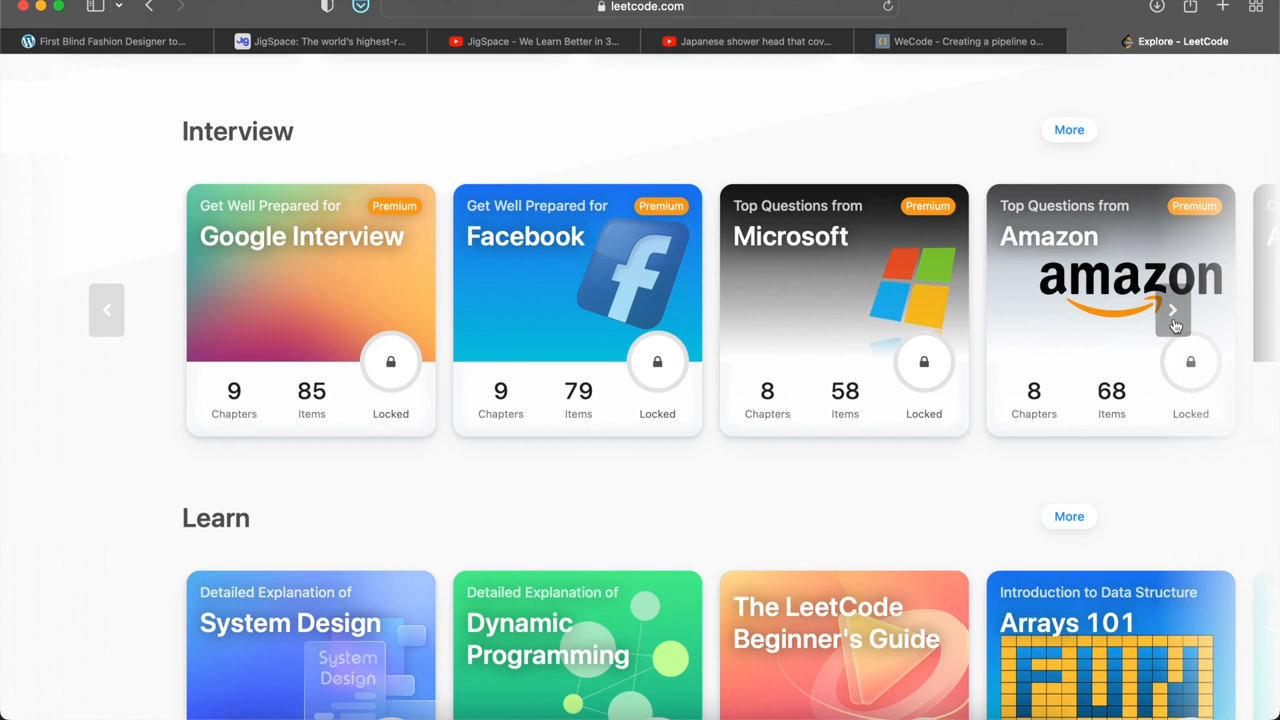 leetcode.com
First Blind Fashion Designer to...
JigSpace: The world's highest-r...
JigSpace - We Learn Better in 3...
Japanese shower head that cov...
WeCode - Creating a pipeline o...
Explore - LeetCode
Interview
More
Get Well Prepared for
Premium
Google Interview
9
85
Chapters
Items
Locked
Get Well Prepared for
Premium
Facebook
9
79
Chapters
Items
Locked
Top Questions from
Premium
Microsoft
8
58
Chapters
Items
Locked
Top Questions from
Premium
Amazon
amazon
8
68
Chapters
Items
Locked
Learn
More
Detailed Explanation of
System Design
System
Design
Detailed Explanation of
Dynamic
Programming
The LeetCode
Beginner's Guide
Introduction to Data Structure
Arrays 101
FUN